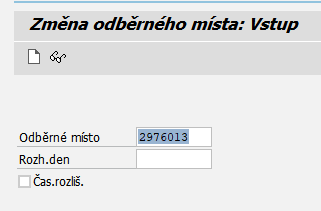 Změna odběrného místa: Vstup
Odběrné místo 2976013
Rozh.den
Čas.rozliš.